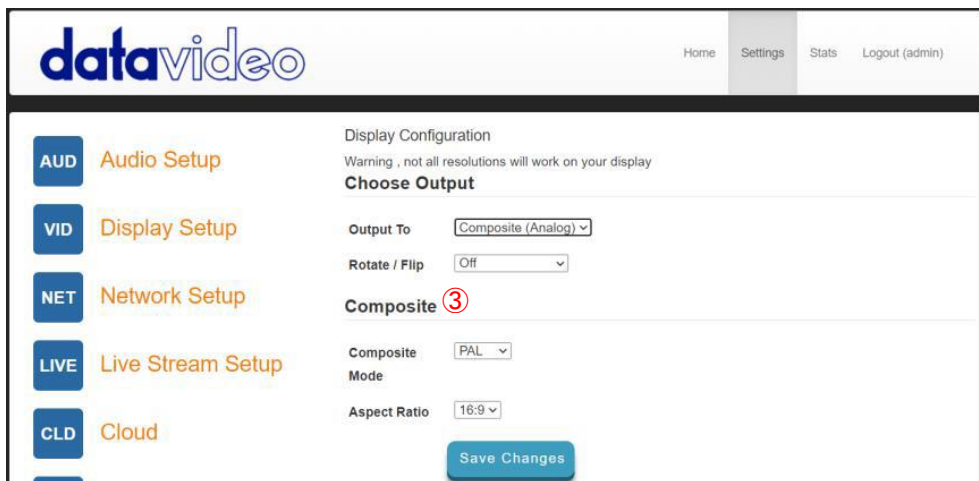 datavideo
Home Settings Stats Logout (admin)
AUD Audio Setup
VID Display Setup
NET Network Setup
LIVE Live Stream Setup
CLD Cloud
Display Configuration
Warning , not all resolutions will work on your display
Choose Output
Output To Composite (Analog)
Rotate / Flip Off
Composite ③
Composite Mode PAL
Aspect Ratio 16:9
Save Changes